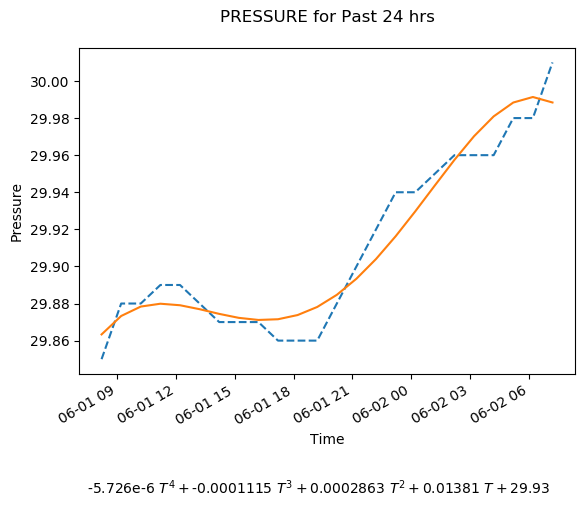 PRESSURE for Past 24 hrs
Pressure
30.00
29.98
29.96
29.94
29.92
29.90
29.88
29.86
06-01 09 06-01 12 06-01 15 06-01 18 06-01 21 06-02 00 06-02 03 06-02 06
Time
-5.726e-6 T⁴ + -0.0001115 T³ + 0.0002863 T² + 0.01381 T + 29.93